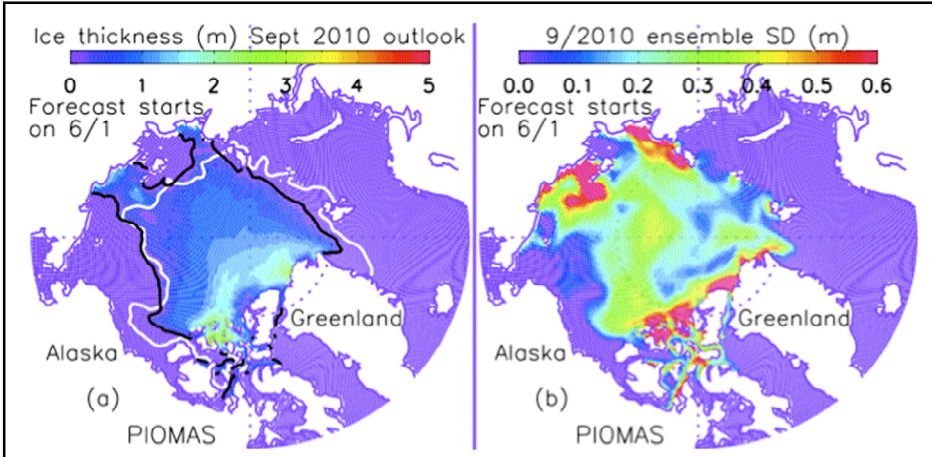 Ice thickness (m) Sept 2010 outlook
0 1 2 3 4 5
Forecast starts
on 6/1
Greenland
Alaska
(a)
PIOMAS
9/2010 ensemble SD (m)
0.0 0.1 0.2 0.3 0.4 0.5 0.6
Forecast starts
on 6/1
Greenland
Alaska
(b)
PIOMAS